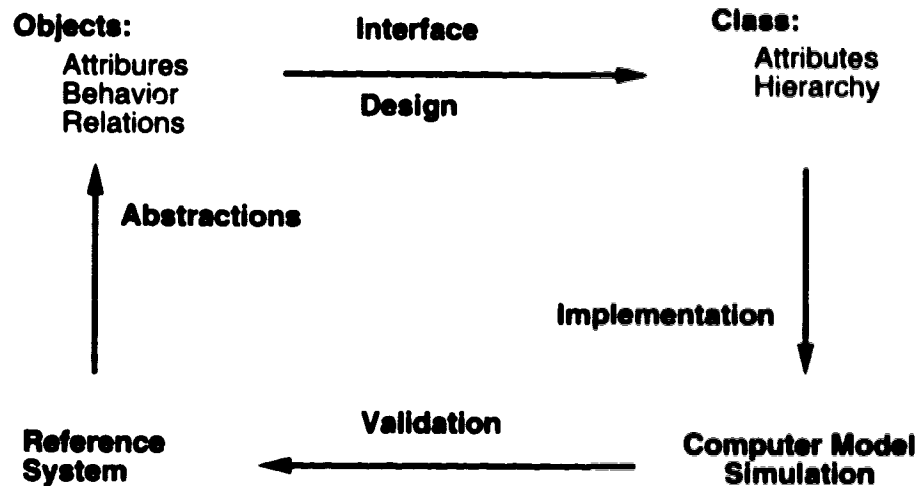 Objects:
Attribures
Behavior
Relations
Interface
Design
Class:
Attributes
Hierarchy
Abstractions
Implementation
Validation
Reference
System
Computer Model
Simulation